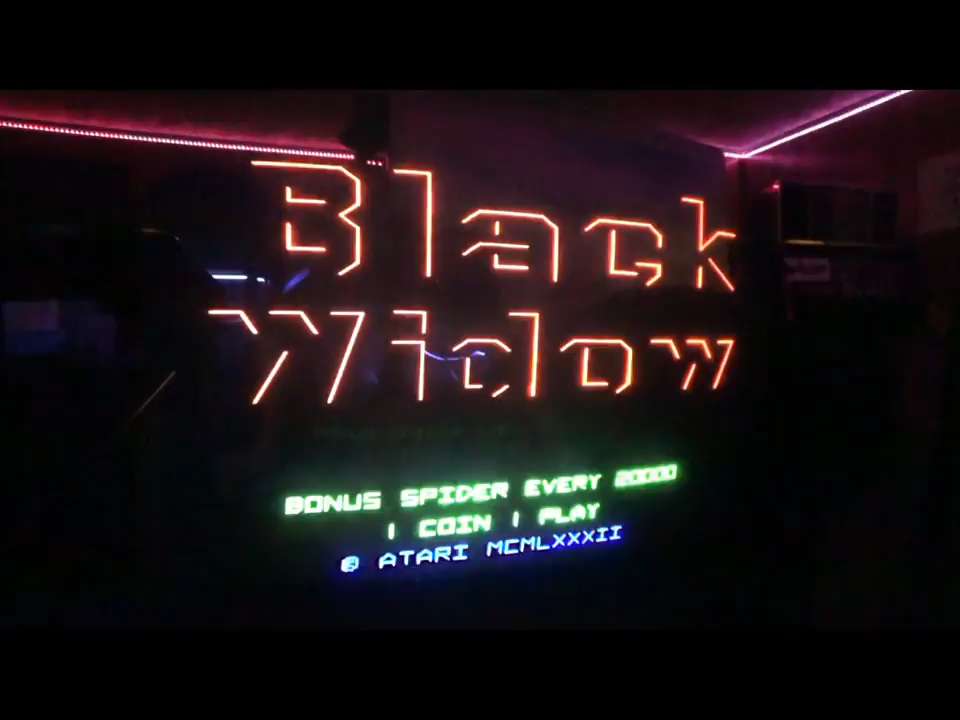 Black
Widow
BONUS SPIDER EVERY 20000
1 COIN 1 PLAY
© ATARI MCMLXXXII